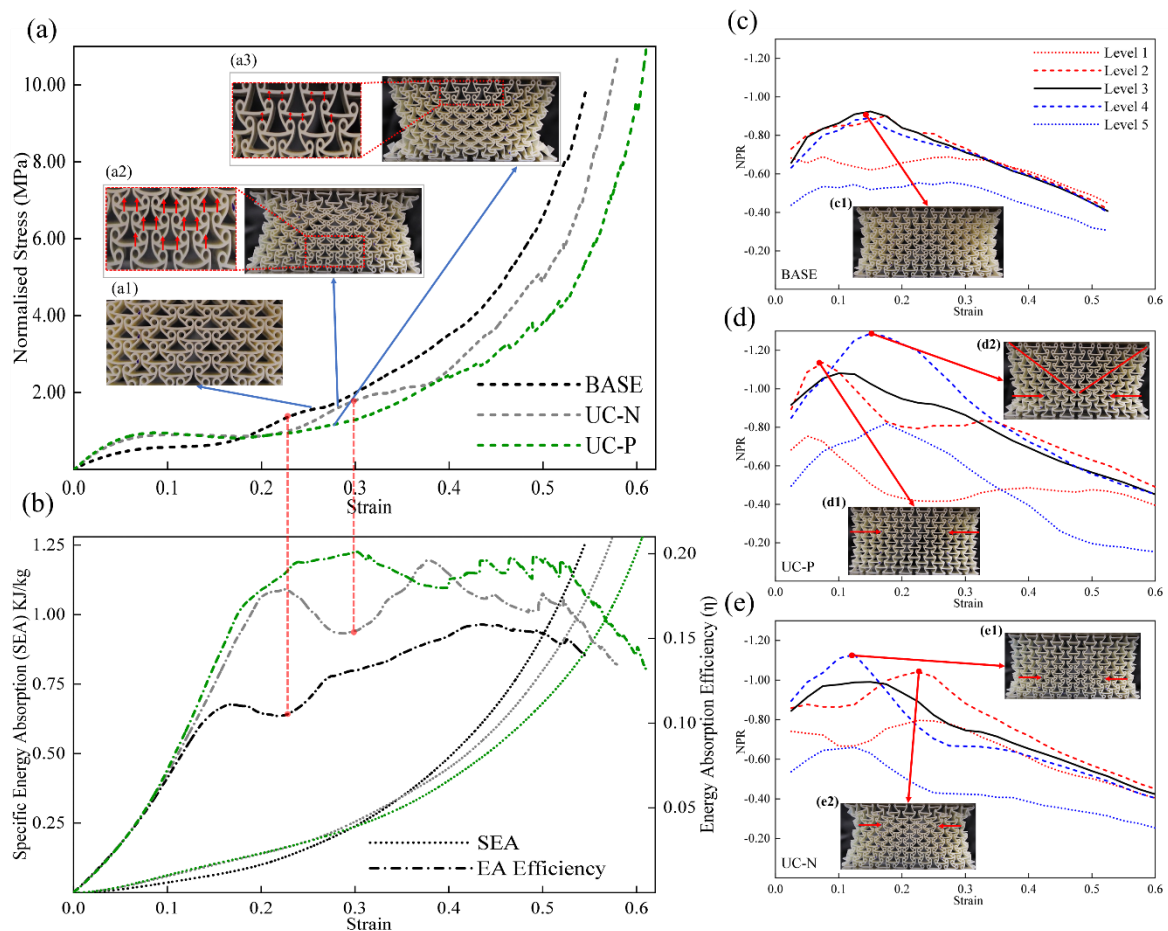 (a)
Normalised Stress (MPa)
10.00
8.00
6.00
4.00
2.00
(a3)
(a2)
(a1)
BASE
UC-N
UC-P
0.0
0.1
0.2
0.3
0.4
0.5
0.6
Strain
(b)
Specific Energy Absorption (SEA) KJ/kg
1.25
1.00
0.75
0.50
0.25
Energy Absorption Efficiency (η)
0.20
0.15
0.10
0.05
SEA
EA Efficiency
0.0
0.1
0.2
0.3
0.4
0.5
0.6
Strain
(c)
NPR
-1.20
-1.00
-0.80
-0.60
-0.40
-0.20
Level 1
Level 2
Level 3
Level 4
Level 5
(c1)
BASE
0.0
0.1
0.2
0.3
0.4
0.5
0.6
Strain
(d)
NPR
-1.20
-1.00
-0.80
-0.60
-0.40
-0.20
(d2)
(d1)
UC-P
0.0
0.1
0.2
0.3
0.4
0.5
0.6
Strain
(e)
NPR
-1.20
-1.00
-0.80
-0.60
-0.40
-0.20
(e1)
(e2)
UC-N
0.0
0.1
0.2
0.3
0.4
0.5
0.6
Strain